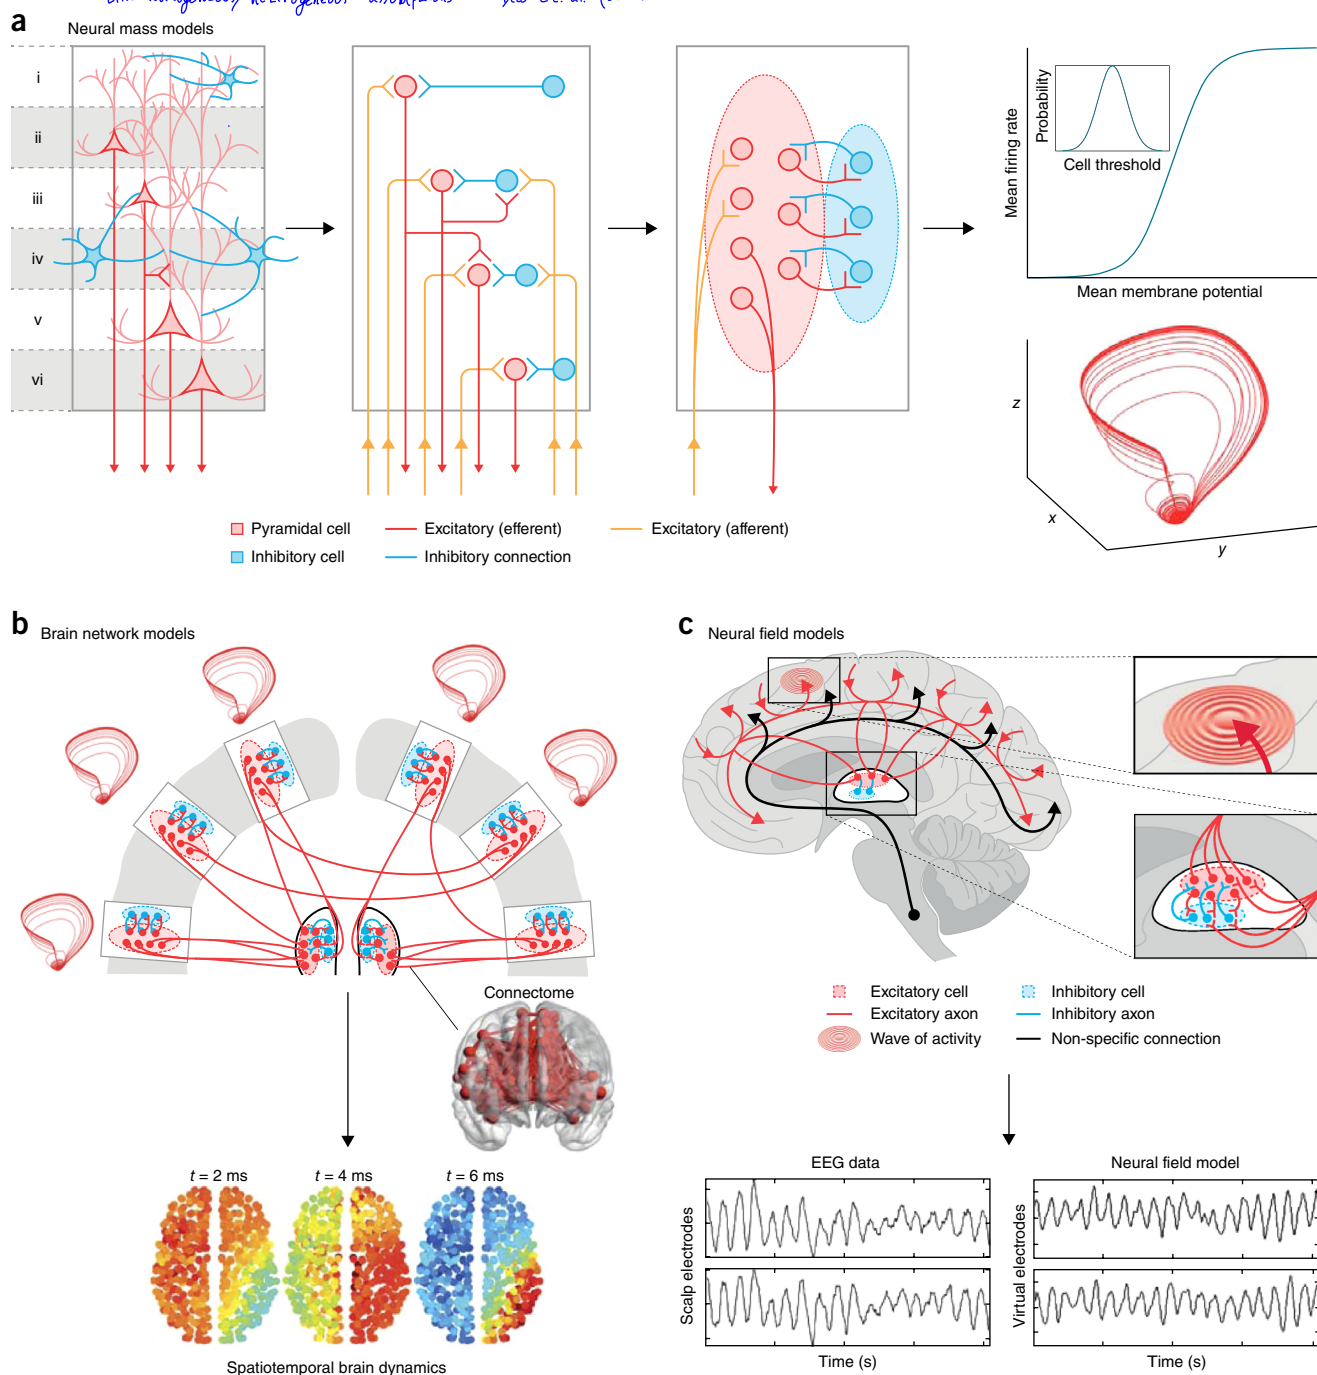 a
Neural mass models
i
ii
iii
iv
v
vi
Mean firing rate
Probability
Cell threshold
Mean membrane potential
z
x
y
Pyramidal cell
Excitatory (efferent)
Excitatory (afferent)
Inhibitory cell
Inhibitory connection
b
Brain network models
Connectome
t = 2 ms
t = 4 ms
t = 6 ms
Spatiotemporal brain dynamics
c
Neural field models
Excitatory cell
Inhibitory cell
Excitatory axon
Inhibitory axon
Wave of activity
Non-specific connection
EEG data
Neural field model
Scalp electrodes
Virtual electrodes
Time (s)
Time (s)